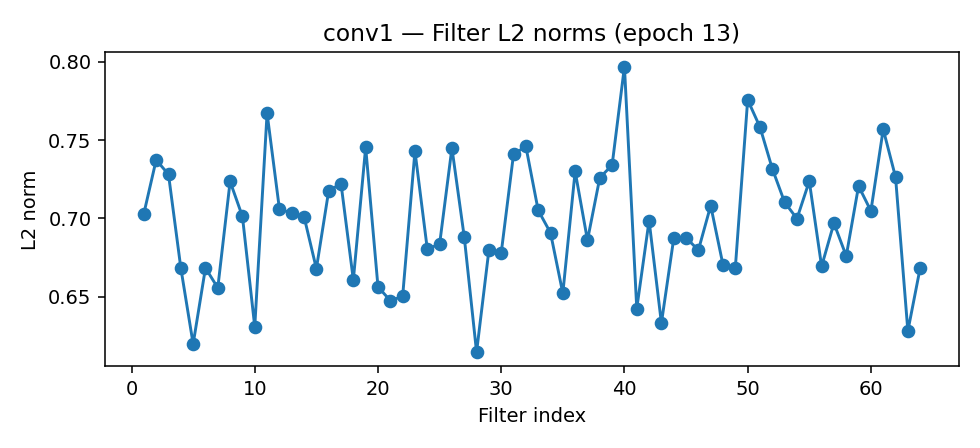 conv1 — Filter L2 norms (epoch 13)
L2 norm
0.80
0.75
0.70
0.65
0 10 20 30 40 50 60
Filter index